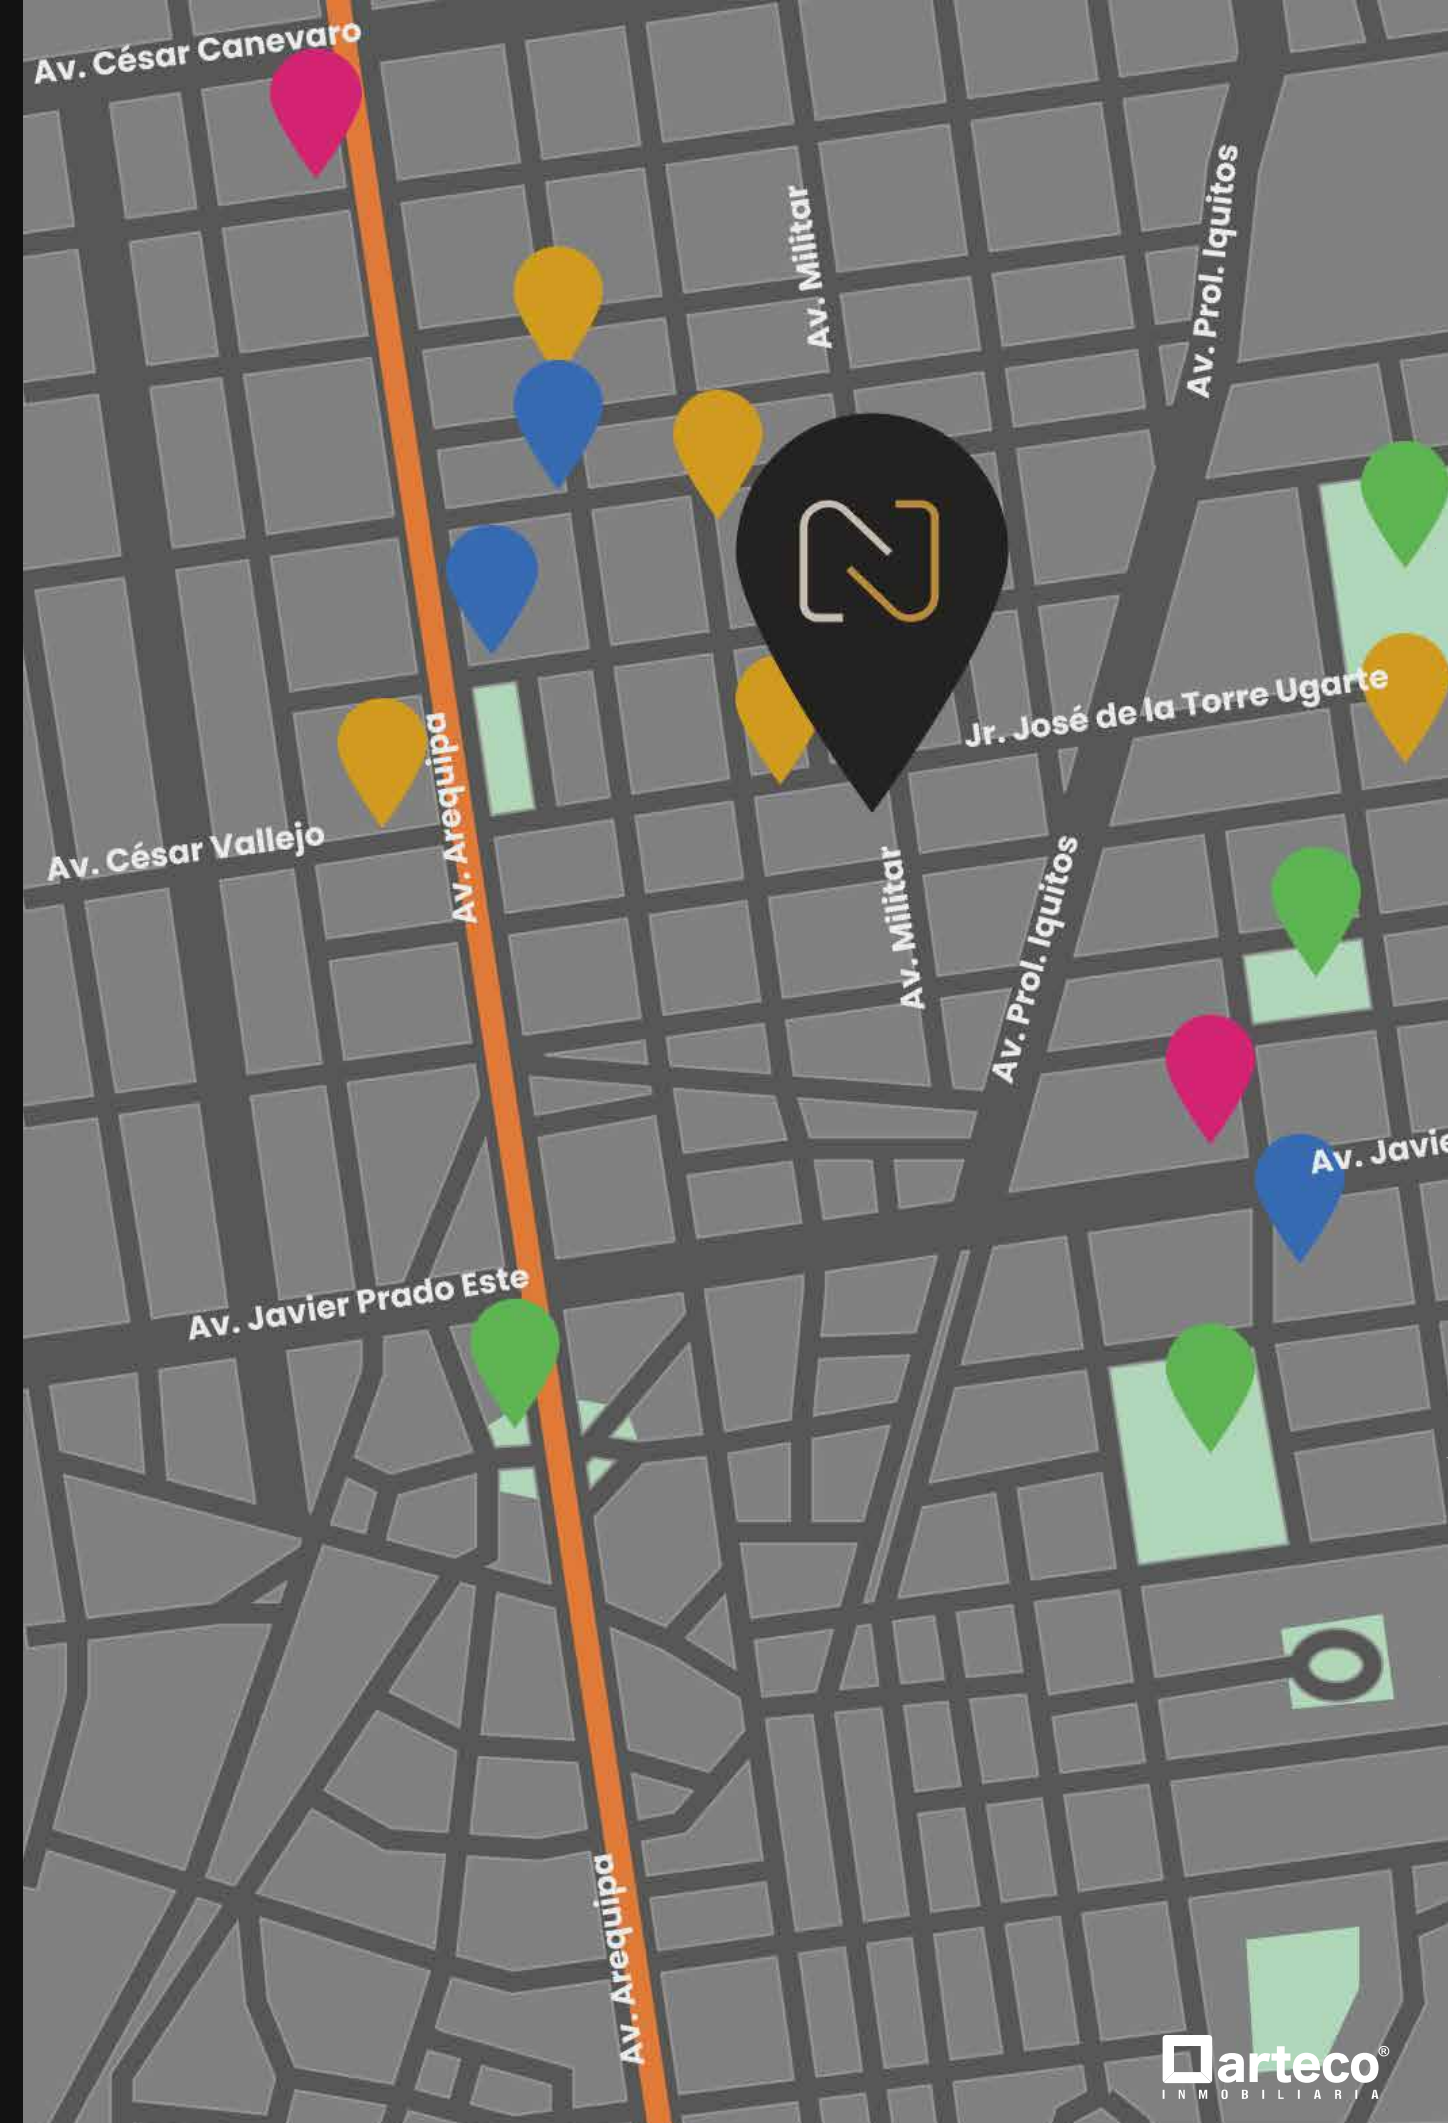 Av. César Canevaro
Av. Militar
Av. Prol. Iquitos
Jr. José de la Torre Ugarte
Av. Arequipa
Av. César Vallejo
Av. Militar
Av. Prol. Iquitos
Av. Javie
Av. Javier Prado Este
Av. Arequipa
arteco®
INMOBILIARIA